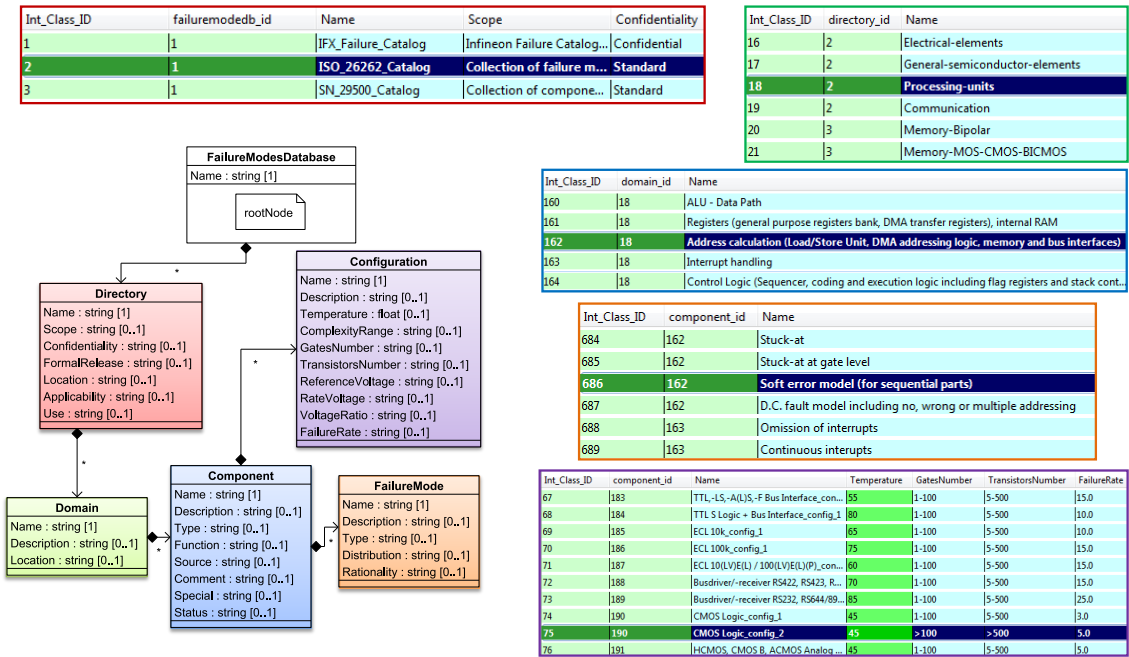 Int_Class_ID failuremodedb_id Name Scope Confidentiality
1 1 IFX_Failure_Catalog Infineon Failure Catalog... Confidential
2 1 ISO_26262_Catalog Collection of failure m... Standard
3 1 SN_29500_Catalog Collection of compone... Standard
Int_Class_ID directory_id Name
16 2 Electrical-elements
17 2 General-semiconductor-elements
18 2 Processing-units
19 2 Communication
20 3 Memory-Bipolar
21 3 Memory-MOS-CMOS-BICMOS
FailureModesDatabase
Name : string [1]
rootNode
*
Directory
Name : string [1]
Scope : string [0..1]
Confidentiality : string [0..1]
FormalRelease : string [0..1]
Location : string [0..1]
Applicability : string [0..1]
Use : string [0..1]
*
Configuration
Name : string [1]
Description : string [0..1]
Temperature : float [0..1]
ComplexityRange : string [0..1]
GatesNumber : string [0..1]
TransistorsNumber : string [0..1]
ReferenceVoltage : string [0..1]
RateVoltage : string [0..1]
VoltageRatio : string [0..1]
FailureRate : string [0..1]
*
Domain
Name : string [1]
Description : string [0..1]
Location : string [0..1]
*
Component
Name : string [1]
Description : string [0..1]
Type : string [0..1]
Function : string [0..1]
Source : string [0..1]
Comment : string [0..1]
Special : string [0..1]
Status : string [0..1]
*
FailureMode
Name : string [1]
Description : string [0..1]
Type : string [0..1]
Distribution : string [0..1]
Rationality : string [0..1]
Int_Class_ID domain_id Name
160 18 ALU - Data Path
161 18 Registers (general purpose registers bank, DMA transfer registers), internal RAM
162 18 Address calculation (Load/Store Unit, DMA addressing logic, memory and bus interfaces)
163 18 Interrupt handling
164 18 Control Logic (Sequencer, coding and execution logic including flag registers and stack cont...
Int_Class_ID component_id Name
684 162 Stuck-at
685 162 Stuck-at at gate level
686 162 Soft error model (for sequential parts)
687 162 D.C. fault model including no, wrong or multiple addressing
688 163 Omission of interrupts
689 163 Continuous interupts
Int_Class_ID component_id Name Temperature GatesNumber TransistorsNumber FailureRate
67 183 TTL,-LS,-A(L)S,-F Bus Interface_con... 55 1-100 5-500 15.0
68 184 TTL S Logic + Bus Interface_config_1 80 1-100 5-500 10.0
69 185 ECL 10k_config_1 65 1-100 5-500 10.0
70 186 ECL 100k_config_1 75 1-100 5-500 15.0
71 187 ECL 10(LV)E(L) / 100(LV)E(L)(P)_con... 60 1-100 5-500 15.0
72 188 Busdriver/-receiver RS422, RS423, R... 70 1-100 5-500 15.0
73 189 Busdriver/-receiver RS232, RS644/89... 85 1-100 5-500 25.0
74 190 CMOS Logic_config_1 45 1-100 5-500 3.0
75 190 CMOS Logic_config_2 45 >100 >500 5.0
76 191 HCMOS, CMOS B, ACMOS Analog ... 45 1-100 5-500 5.0